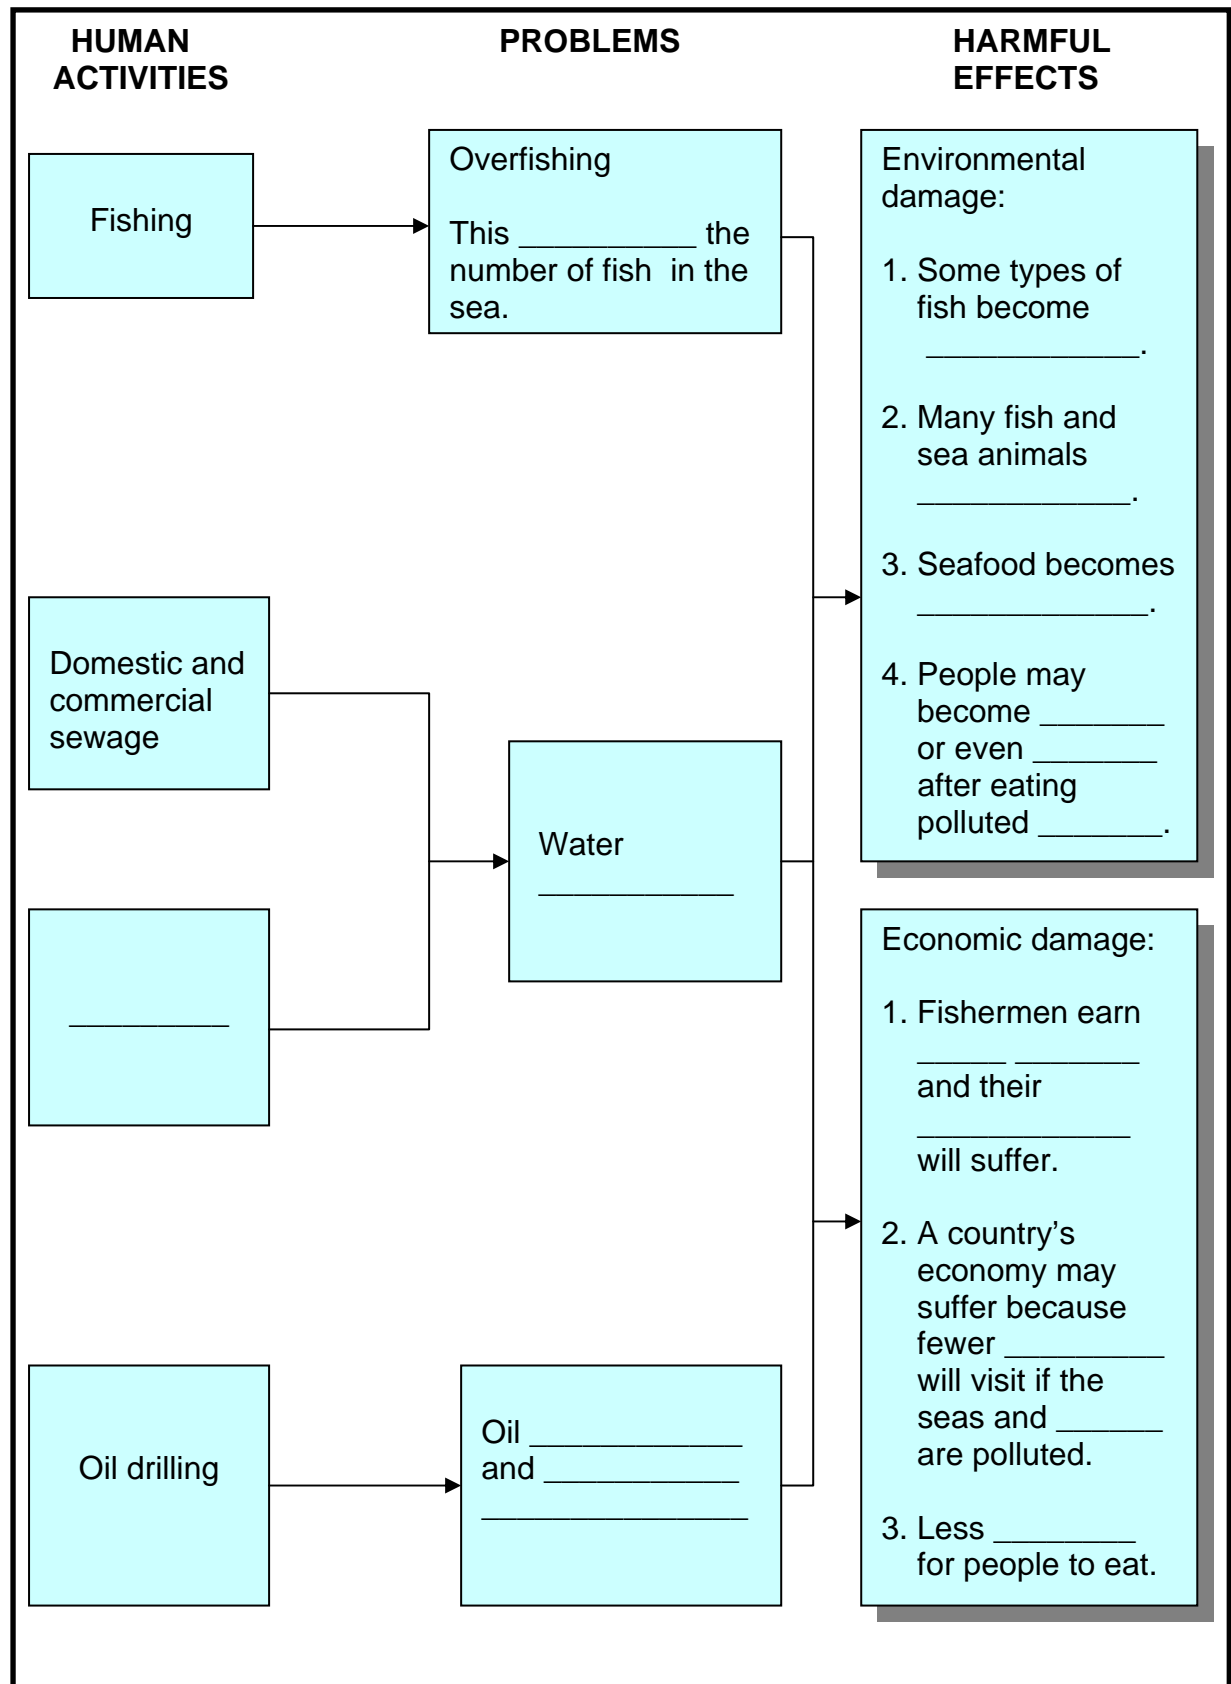 HUMAN
ACTIVITIES
PROBLEMS
HARMFUL
EFFECTS
Fishing
Overfishing
This __________ the
number of fish  in the
sea.
Environmental
damage:
1. Some types of
fish become
____________.
2. Many fish and
sea animals
____________.
3. Seafood becomes
_____________.
4. People may
become _______
or even _______
after eating
polluted _______.
Domestic and
commercial
sewage
Water
___________
_________
Economic damage:
1. Fishermen earn
_____ _______
and their
____________
will suffer.
2. A country’s
economy may
suffer because
fewer _________
will visit if the
seas and ______
are polluted.
3. Less ________
for people to eat.
Oil drilling
Oil ____________
and ___________
_______________